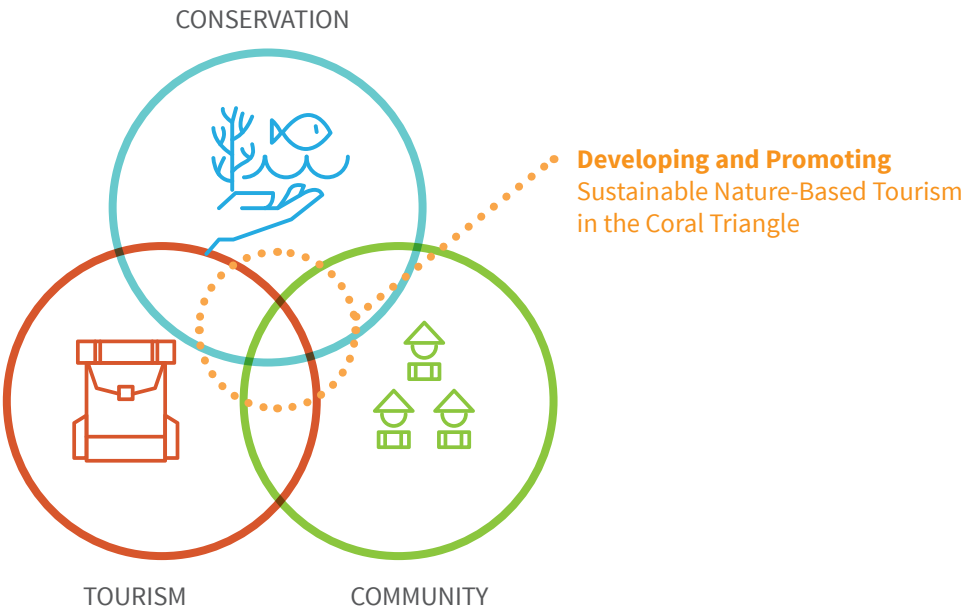 CONSERVATION
Developing and Promoting
Sustainable Nature-Based Tourism
in the Coral Triangle
TOURISM
COMMUNITY